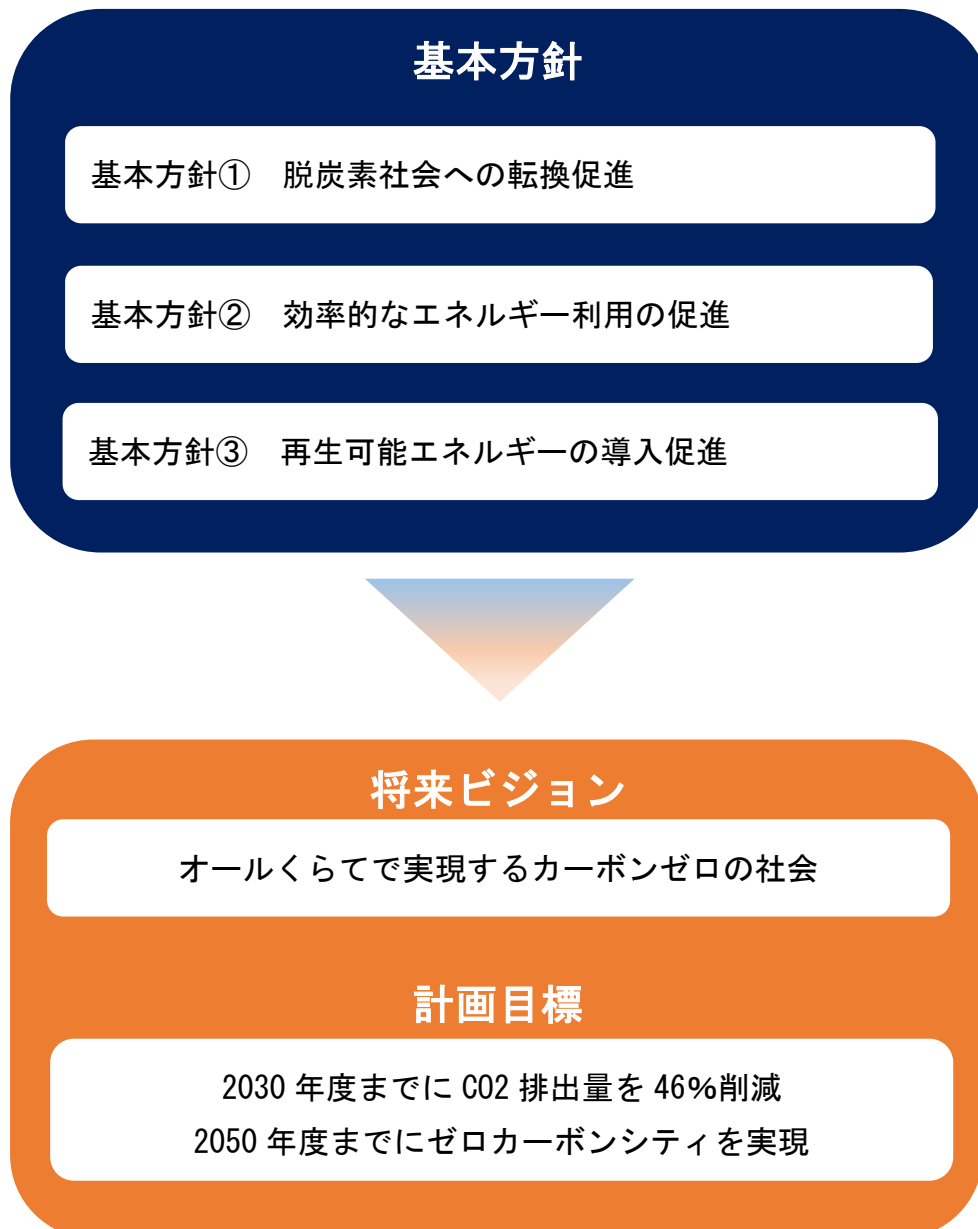 基本方針
基本方針①　脱炭素社会への転換促進
基本方針②　効率的なエネルギー利用の促進
基本方針③　再生可能エネルギーの導入促進
将来ビジョン
オールくらてで実現するカーボンゼロの社会
計画目標
2030 年度までに CO2 排出量を 46%削減
2050 年度までにゼロカーボンシティを実現